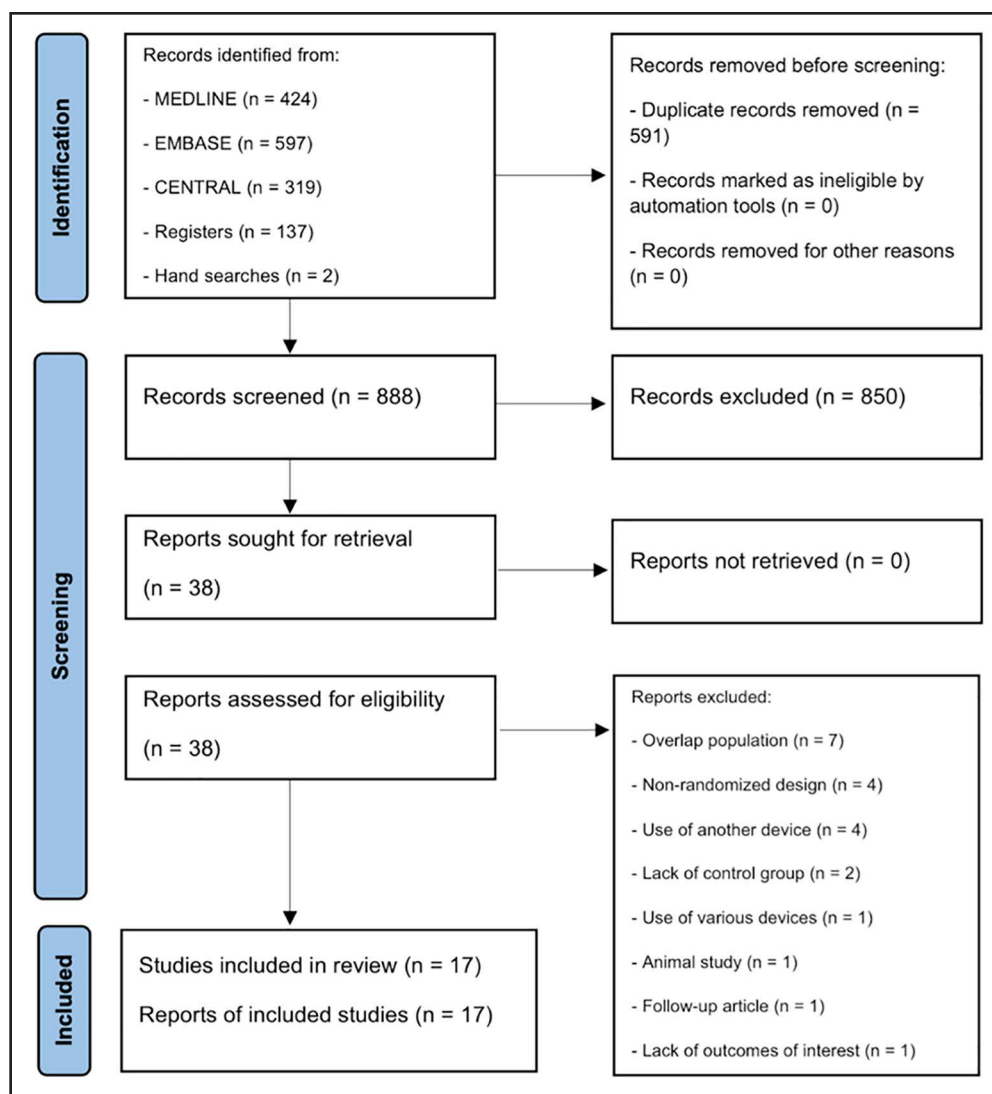 Identification
Records identified from:
- MEDLINE (n = 424)
- EMBASE (n = 597)
- CENTRAL (n = 319)
- Registers (n = 137)
- Hand searches (n = 2)
Records removed before screening:
- Duplicate records removed (n =
591)
- Records marked as ineligible by
automation tools (n = 0)
- Records removed for other reasons
(n = 0)
Screening
Records screened (n = 888)
Records excluded (n = 850)
Reports sought for retrieval
(n = 38)
Reports not retrieved (n = 0)
Reports assessed for eligibility
(n = 38)
Reports excluded:
- Overlap population (n = 7)
- Non-randomized design (n = 4)
- Use of another device (n = 4)
- Lack of control group (n = 2)
- Use of various devices (n = 1)
- Animal study (n = 1)
- Follow-up article (n = 1)
- Lack of outcomes of interest (n = 1)
Included
Studies included in review (n = 17)
Reports of included studies (n = 17)